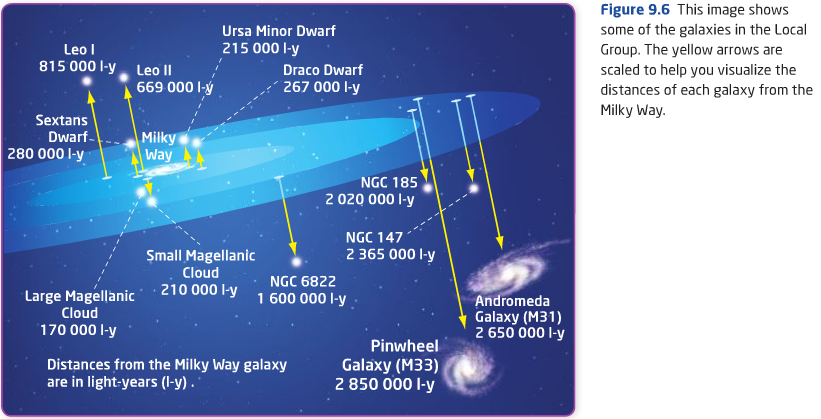 Ursa Minor Dwarf
215 000 l-y
Leo I
815 000 l-y
Leo II
669 000 l-y
Draco Dwarf
267 000 l-y
Sextans
Dwarf
280 000 l-y
Milky
Way
NGC 185
2 020 000 l-y
NGC 147
2 365 000 l-y
Small Magellanic
Cloud
210 000 l-y
NGC 6822
1 600 000 l-y
Large Magellanic
Cloud
170 000 l-y
Andromeda
Galaxy (M31)
2 650 000 l-y
Pinwheel
Galaxy (M33)
2 850 000 l-y
Distances from the Milky Way galaxy
are in light-years (l-y) .
Figure 9.6 This image shows
some of the galaxies in the Local
Group. The yellow arrows are
scaled to help you visualize the
distances of each galaxy from the
Milky Way.